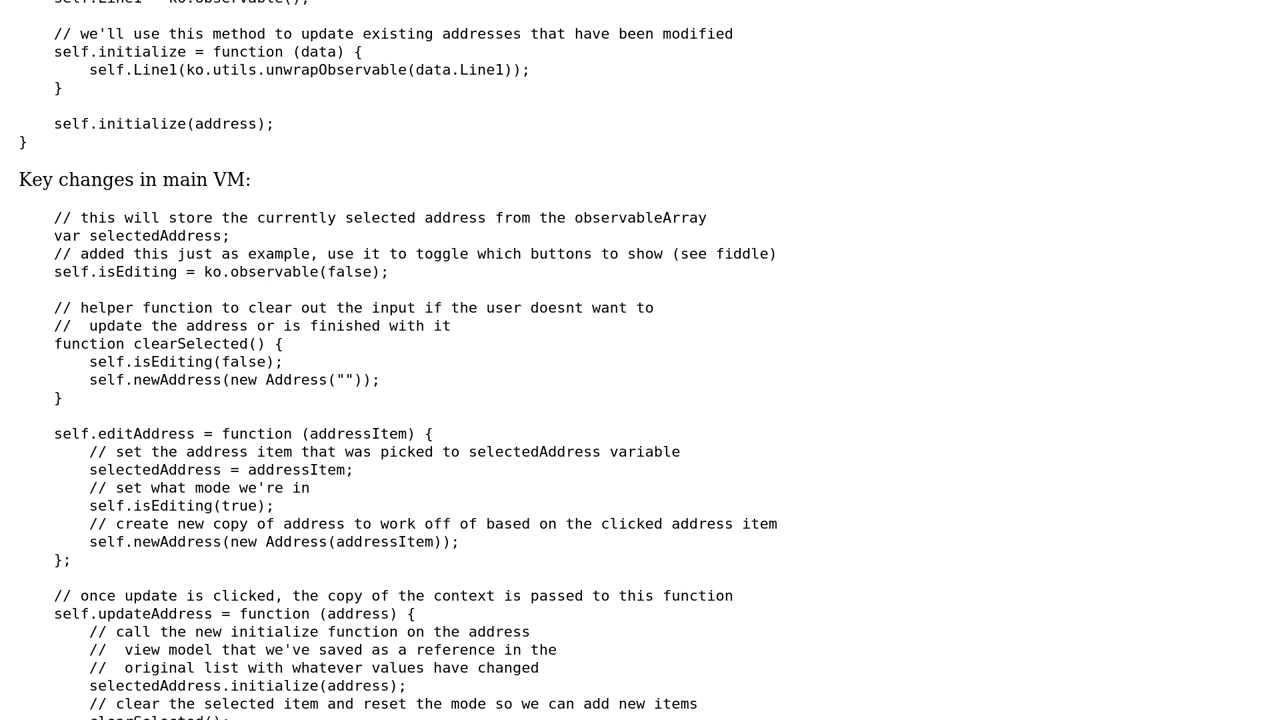 self.Line1 = ko.observable();

    // we'll use this method to update existing addresses that have been modified
    self.initialize = function (data) {
        self.Line1(ko.utils.unwrapObservable(data.Line1));
    }

    self.initialize(address);
}
Key changes in main VM:

    // this will store the currently selected address from the observableArray
    var selectedAddress;
    // added this just as example, use it to toggle which buttons to show (see fiddle)
    self.isEditing = ko.observable(false);

    // helper function to clear out the input if the user doesnt want to
    //  update the address or is finished with it
    function clearSelected() {
        self.isEditing(false);
        self.newAddress(new Address(""));
    }

    self.editAddress = function (addressItem) {
        // set the address item that was picked to selectedAddress variable
        selectedAddress = addressItem;
        // set what mode we're in
        self.isEditing(true);
        // create new copy of address to work off of based on the clicked address item
        self.newAddress(new Address(addressItem));
    };

    // once update is clicked, the copy of the context is passed to this function
    self.updateAddress = function (address) {
        // call the new initialize function on the address
        //  view model that we've saved as a reference in the
        //  original list with whatever values have changed
        selectedAddress.initialize(address);
        // clear the selected item and reset the mode so we can add new items
        clearSelected();